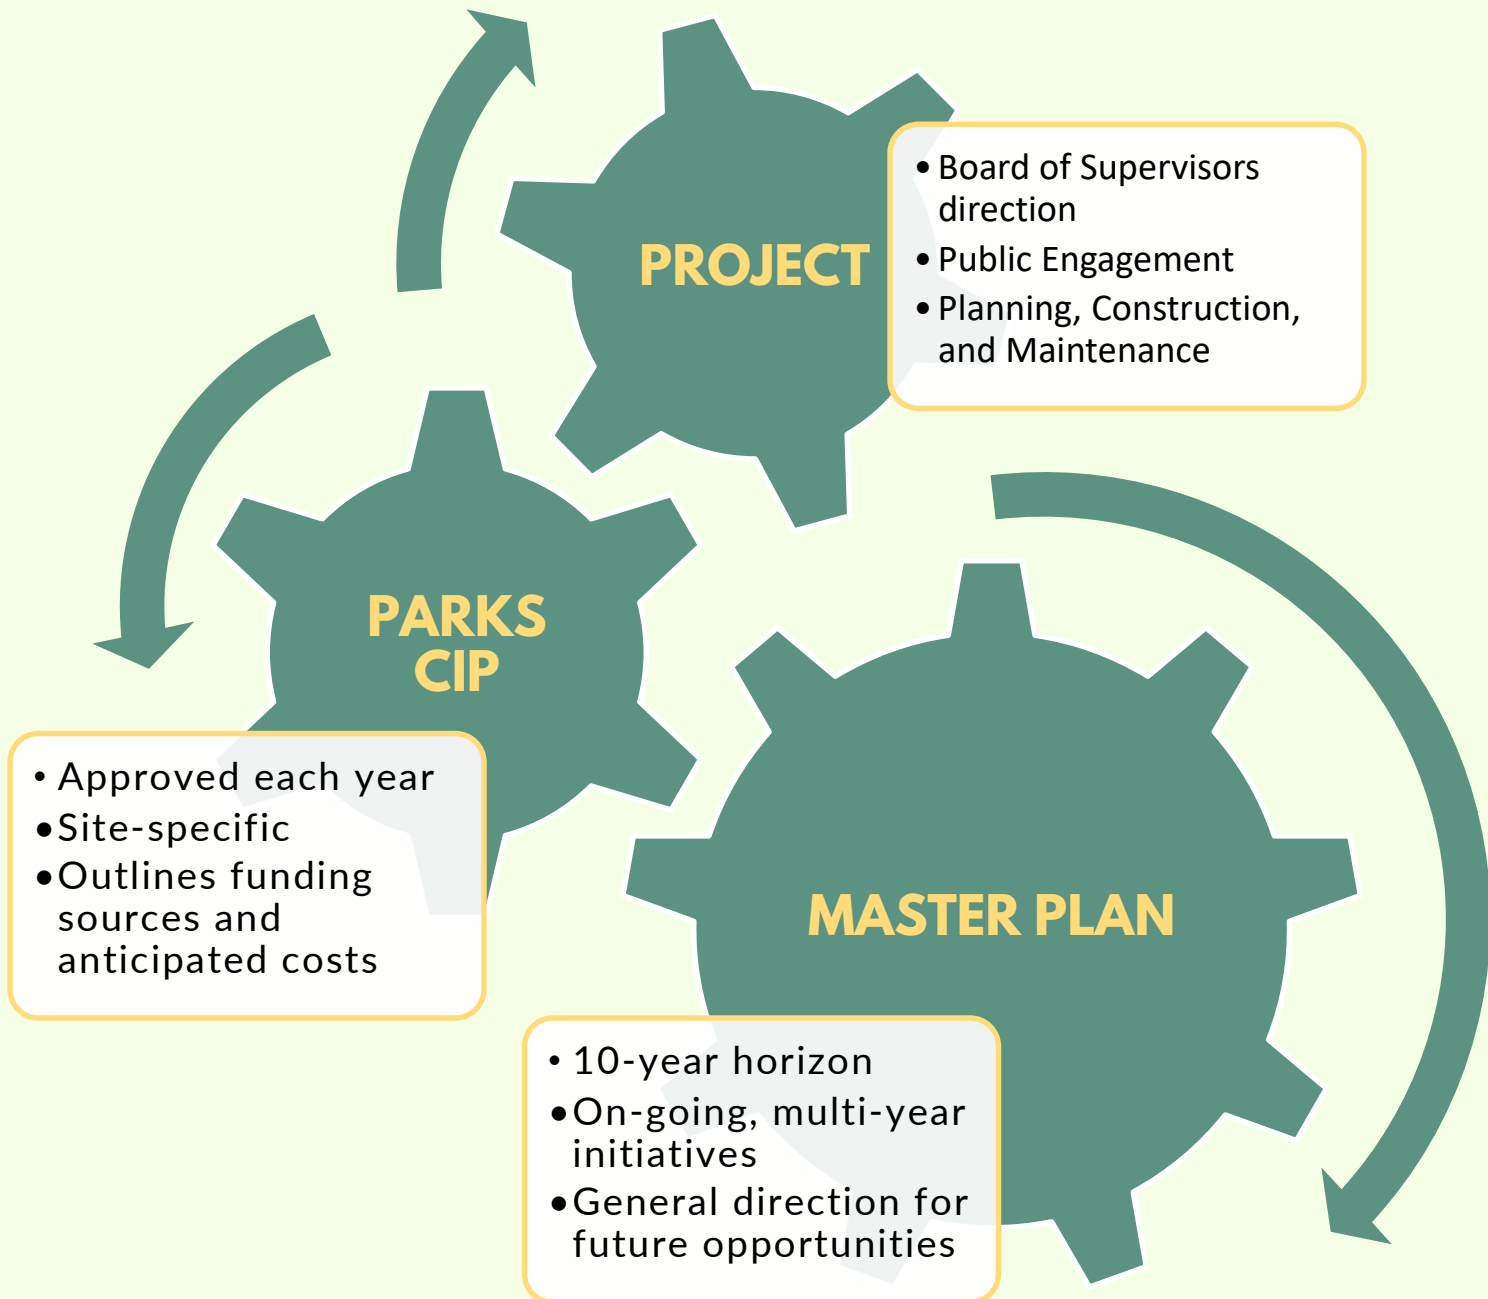 PROJECT
• Board of Supervisors
direction
• Public Engagement
• Planning, Construction,
and Maintenance
PARKS
CIP
• Approved each year
• Site-specific
• Outlines funding
sources and
anticipated costs
MASTER PLAN
• 10-year horizon
• On-going, multi-year
initiatives
• General direction for
future opportunities